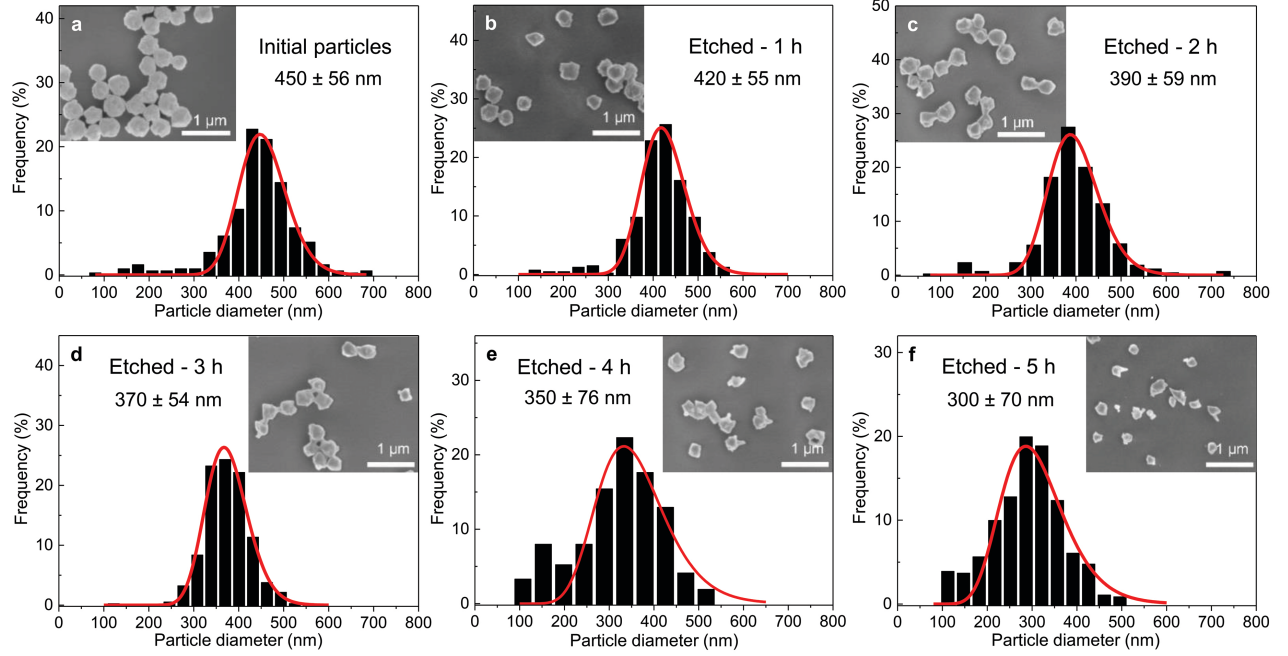 a
Initial particles
450 ± 56 nm
1 µm
Frequency (%)
40
30
20
10
0
0 100 200 300 400 500 600 700 800
Particle diameter (nm)
b
Etched - 1 h
420 ± 55 nm
1 µm
Frequency (%)
40
30
20
10
0
0 100 200 300 400 500 600 700 800
Particle diameter (nm)
c
Etched - 2 h
390 ± 59 nm
1 µm
Frequency (%)
50
40
30
20
10
0
0 100 200 300 400 500 600 700 800
Particle diameter (nm)
d
Etched - 3 h
370 ± 54 nm
1 µm
Frequency (%)
40
30
20
10
0
0 100 200 300 400 500 600 700 800
Particle diameter (nm)
e
Etched - 4 h
350 ± 76 nm
1 µm
Frequency (%)
30
20
10
0
0 100 200 300 400 500 600 700 800
Particle diameter (nm)
f
Etched - 5 h
300 ± 70 nm
1 µm
Frequency (%)
30
20
10
0
0 100 200 300 400 500 600 700 800
Particle diameter (nm)